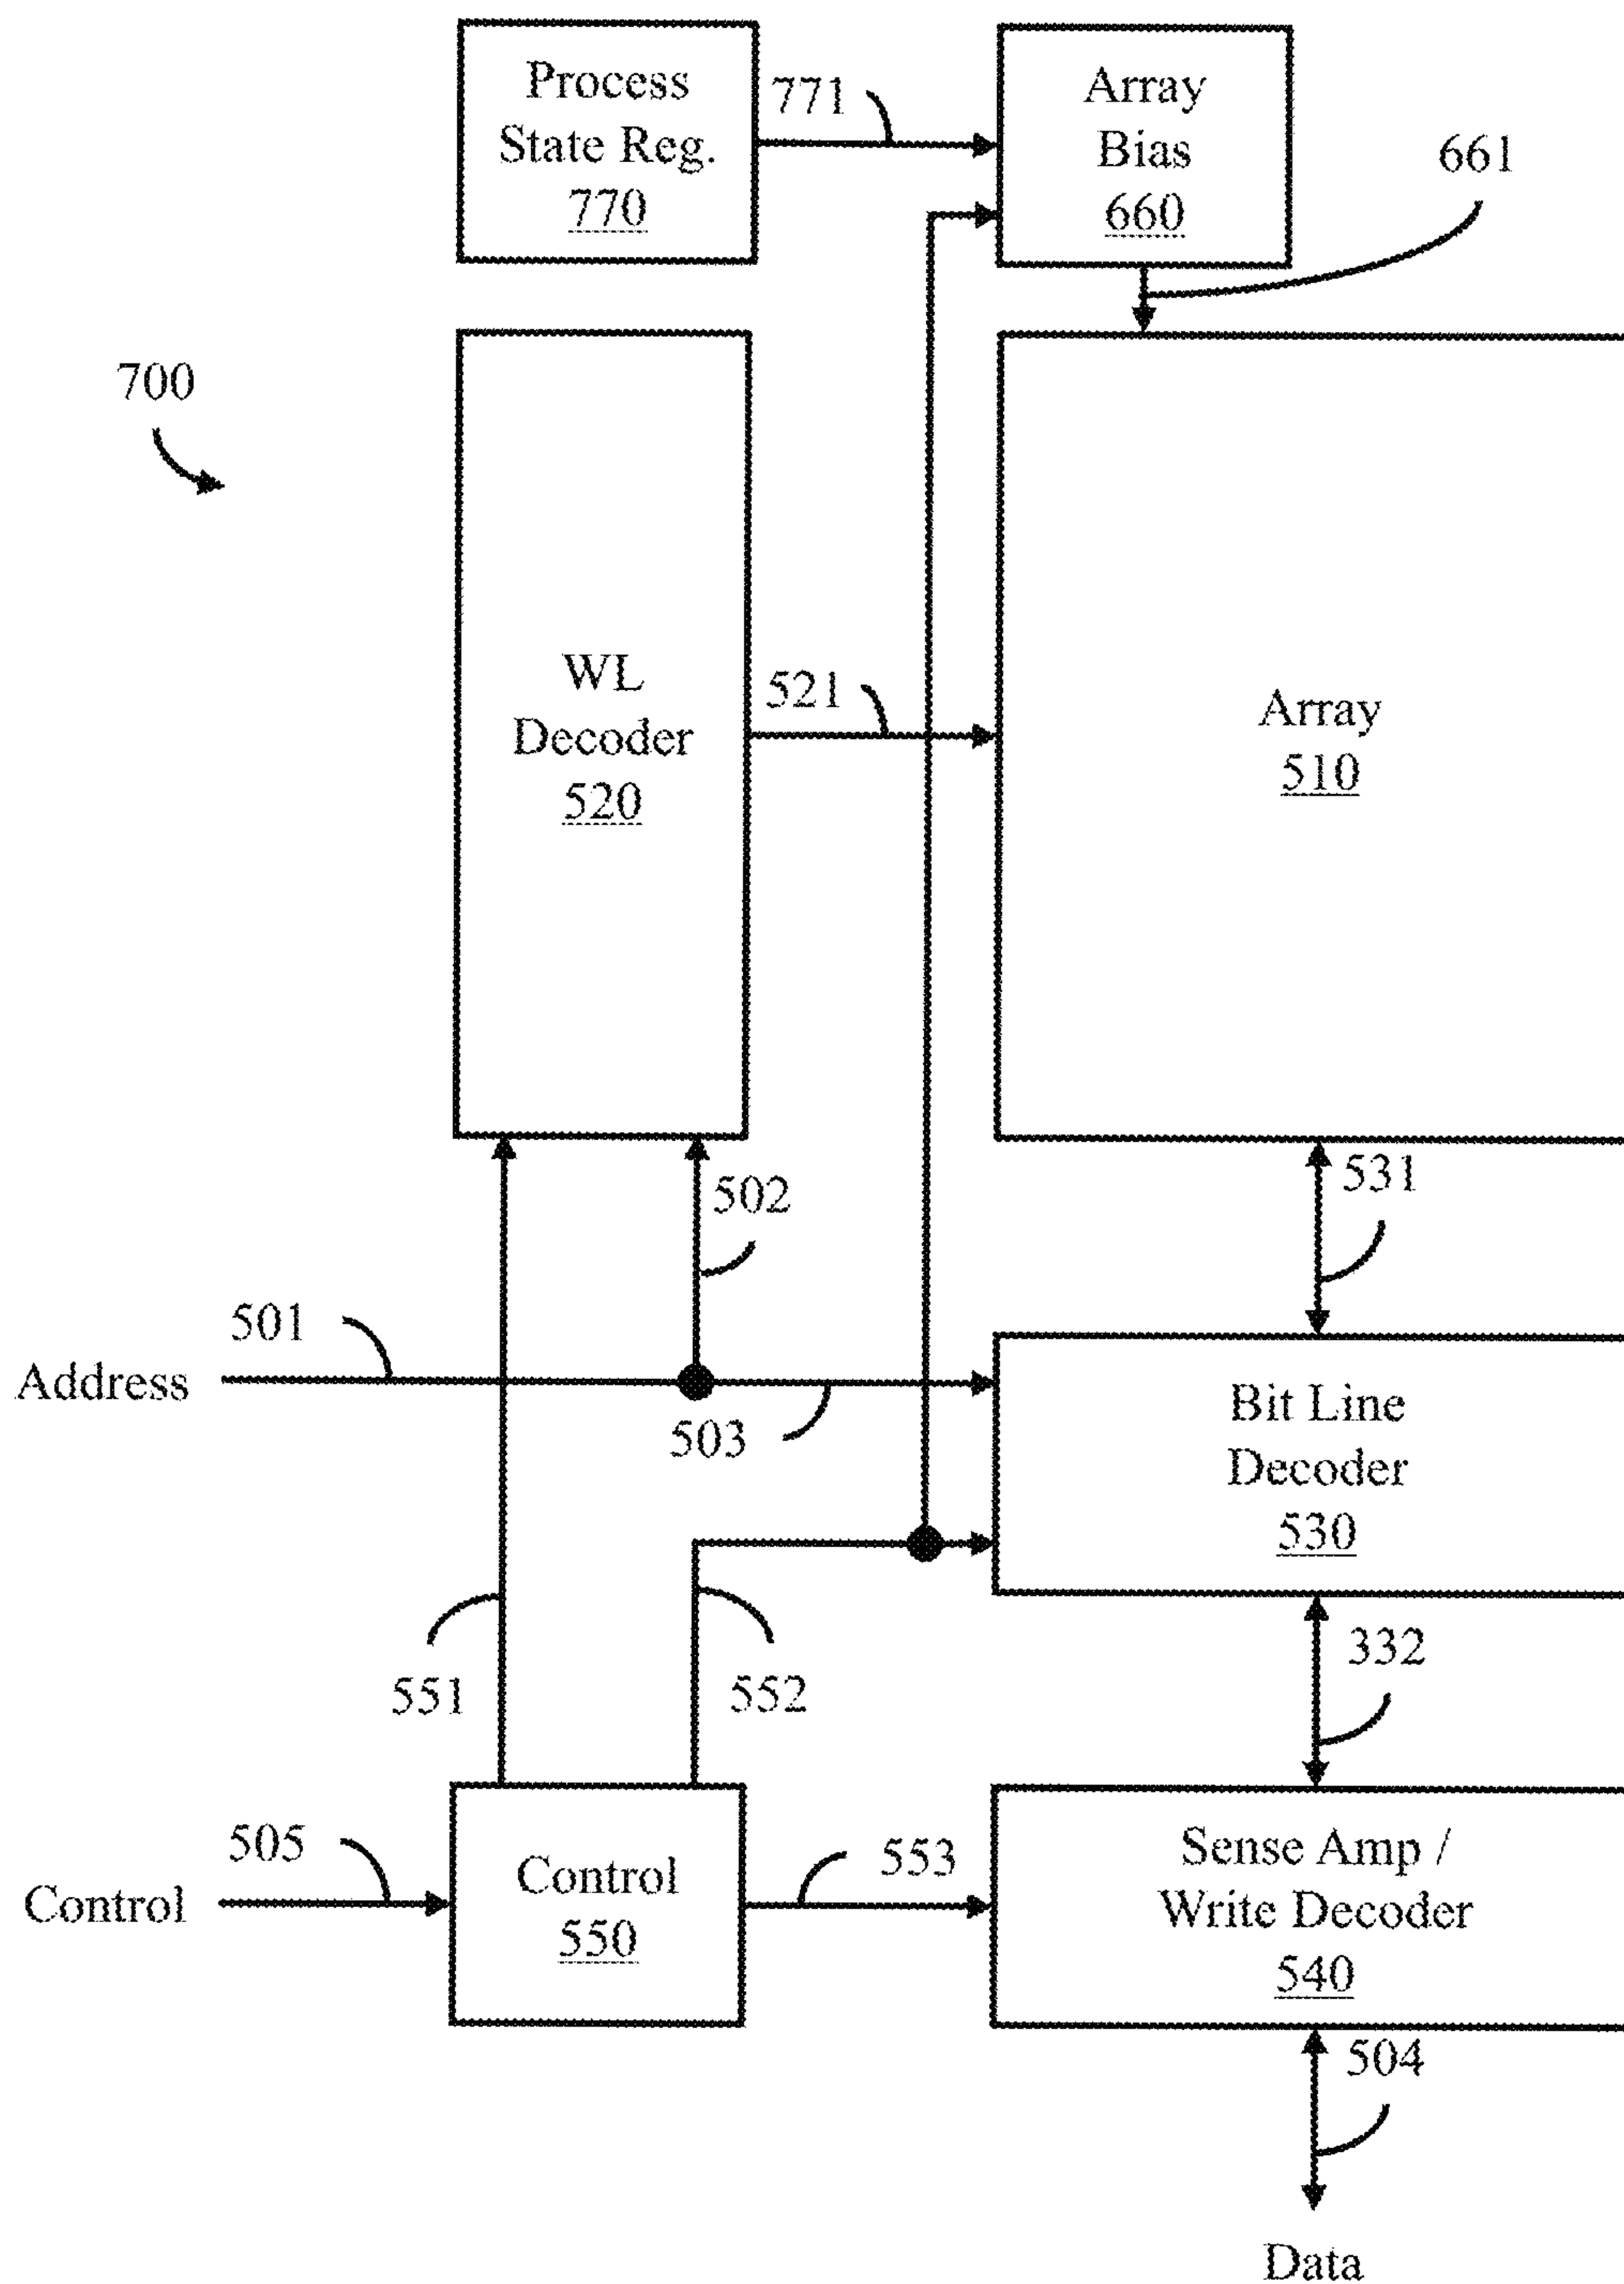 Process
State Reg.
770
771
Array
Bias
660
661
700
WL
Decoder
520
521
Array
510
502
531
501
Address
503
Bit Line
Decoder
530
551
552
332
505
Control
Control
550
553
Sense Amp /
Write Decoder
540
504
Data